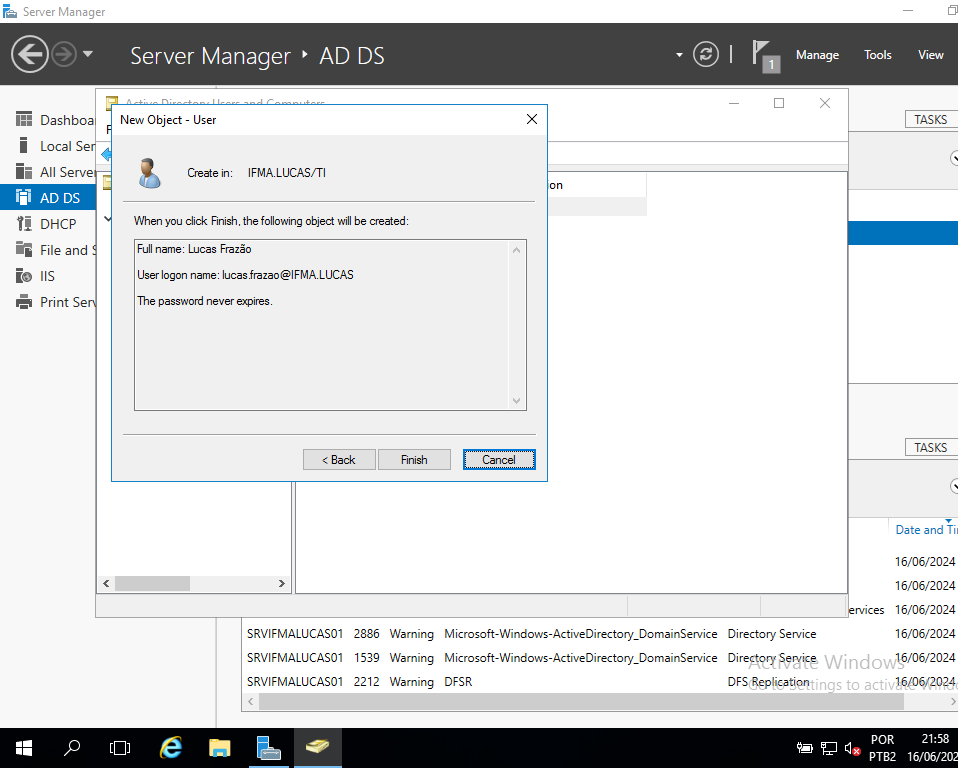 Server Manager
Server Manager ‣ AD DS
1
Manage
Tools
View
Active Directory Users and Computers
New Object - User
Create in: IFMA.LUCAS/TI
When you click Finish, the following object will be created:
Full name: Lucas Frazão
User logon name: lucas.frazao@IFMA.LUCAS
The password never expires.
< Back
Finish
Cancel
Dashboa
Local Ser
All Server
AD DS
DHCP
File and S
IIS
Print Serv
F
ion
TASKS
TASKS
Date and Ti
16/06/2024
16/06/2024
ervices 16/06/2024
SRVIFMALUCAS01 2886 Warning Microsoft-Windows-ActiveDirectory_DomainService Directory Service 16/06/2024
SRVIFMALUCAS01 1539 Warning Microsoft-Windows-ActiveDirectory_DomainService Directory Service 16/06/2024
SRVIFMALUCAS01 2212 Warning DFSR DFS Replication 16/06/2024
Activate Windows
Go to Settings to activate Windo
POR
PTB2
21:58
16/06/202